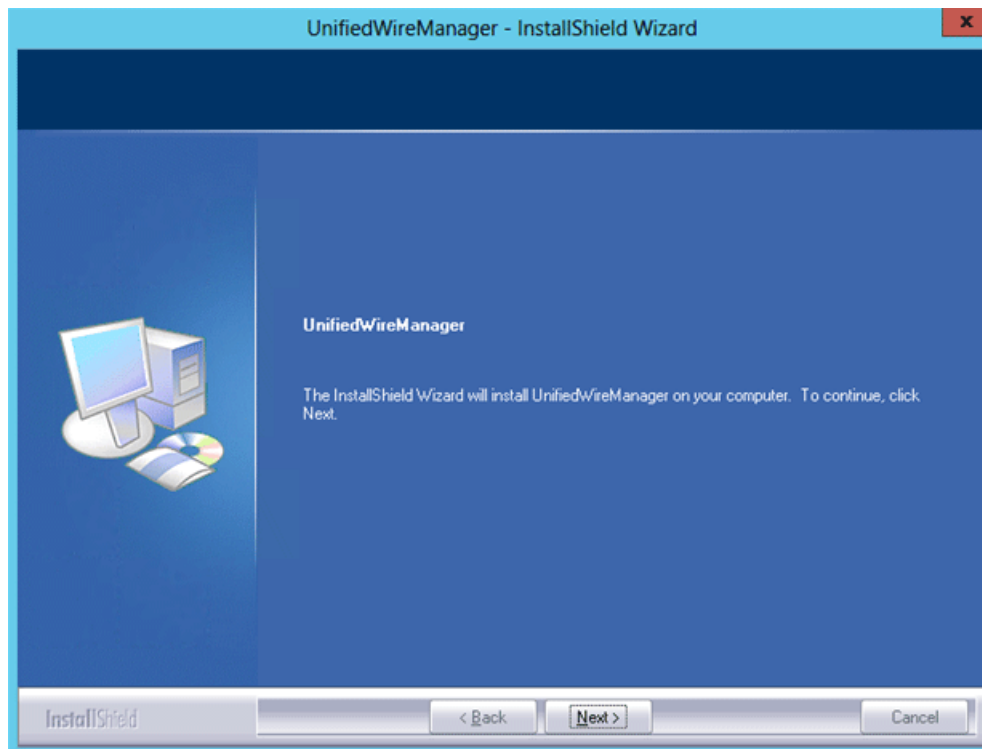 UnifiedWireManager - InstallShield Wizard
x
UnifiedWireManager
The InstallShield Wizard will install UnifiedWireManager on your computer. To continue, click
Next.
InstallShield
< Back
Next >
Cancel